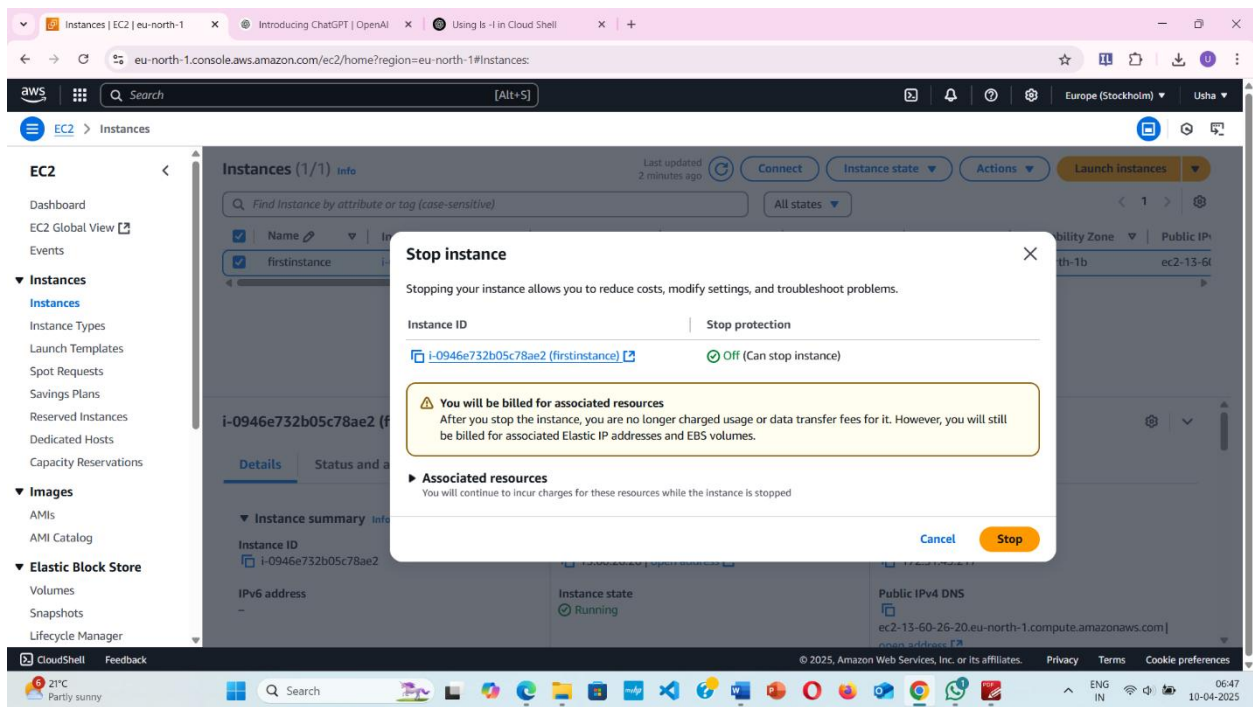 Instances | EC2 | eu-north-1
Introducing ChatGPT | OpenAI
Using ls -l in Cloud Shell
eu-north-1.console.aws.amazon.com/ec2/home?region=eu-north-1#Instances:
aws
Search
[Alt+S]
Europe (Stockholm)
Usha
EC2 > Instances
EC2
Dashboard
EC2 Global View
Events
Instances
Instances
Instance Types
Launch Templates
Spot Requests
Savings Plans
Reserved Instances
Dedicated Hosts
Capacity Reservations
Images
AMIs
AMI Catalog
Elastic Block Store
Volumes
Snapshots
Lifecycle Manager
Instances (1/1) Info
Last updated
2 minutes ago
Connect
Instance state
Actions
Launch instances
Find Instance by attribute or tag (case-sensitive)
All states
1
Name
bility Zone
Public IP
firstinstance
th-1b
ec2-13-60
Stop instance
Stopping your instance allows you to reduce costs, modify settings, and troubleshoot problems.
Instance ID
Stop protection
i-0946e732b05c78ae2 (firstinstance)
Off (Can stop instance)
You will be billed for associated resources
After you stop the instance, you are no longer charged usage or data transfer fees for it. However, you will still
be billed for associated Elastic IP addresses and EBS volumes.
Associated resources
You will continue to incur charges for these resources while the instance is stopped
Cancel
Stop
i-0946e732b05c78ae2 (f
Details
Status and a
Instance summary Info
Instance ID
i-0946e732b05c78ae2
IPv6 address
–
Instance state
Running
Public IPv4 DNS
ec2-13-60-26-20.eu-north-1.compute.amazonaws.com |
open address
CloudShell
Feedback
© 2025, Amazon Web Services, Inc. or its affiliates.
Privacy
Terms
Cookie preferences
6
21°C
Partly sunny
Search
ENG
IN
06:47
10-04-2025